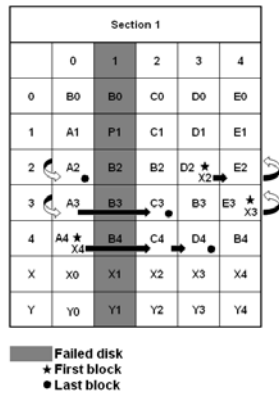 Section 1
0 1 2 3 4
0 B0 B0 C0 D0 E0
1 A1 P1 C1 D1 E1
2 A2 B2 B2 D2 X2 E2
3 A3 B3 C3 B3 E3 X3
4 A4 X4 B4 C4 D4 B4
X X0 X1 X2 X3 X4
Y Y0 Y1 Y2 Y3 Y4
Failed disk
First block
Last block